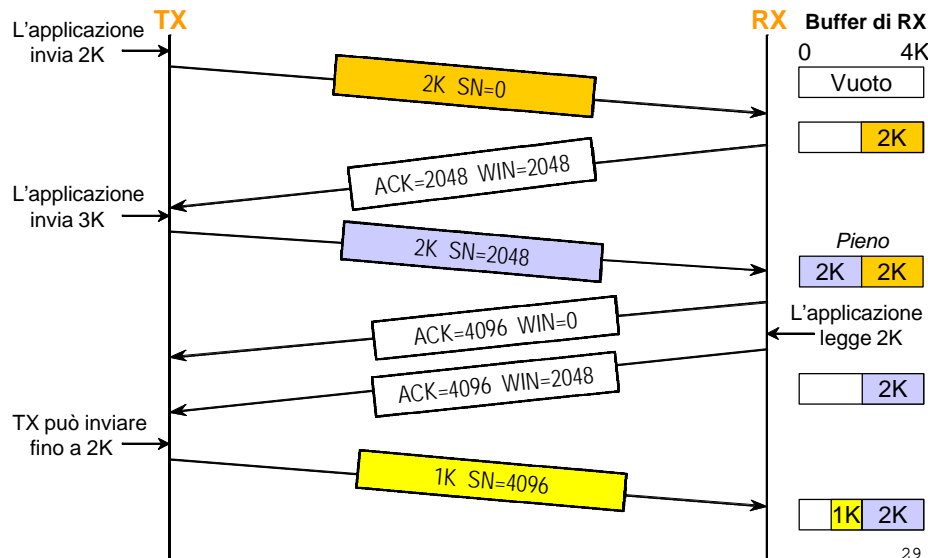 TX
RX
Buffer di RX
L'applicazione
invia 2K
0
4K
2K SN=0
Vuoto
2K
ACK=2048 WIN=2048
L'applicazione
invia 3K
2K SN=2048
Pieno
2K
2K
ACK=4096 WIN=0
L'applicazione
legge 2K
ACK=4096 WIN=2048
2K
TX può inviare
fino a 2K
1K SN=4096
1K
2K
29